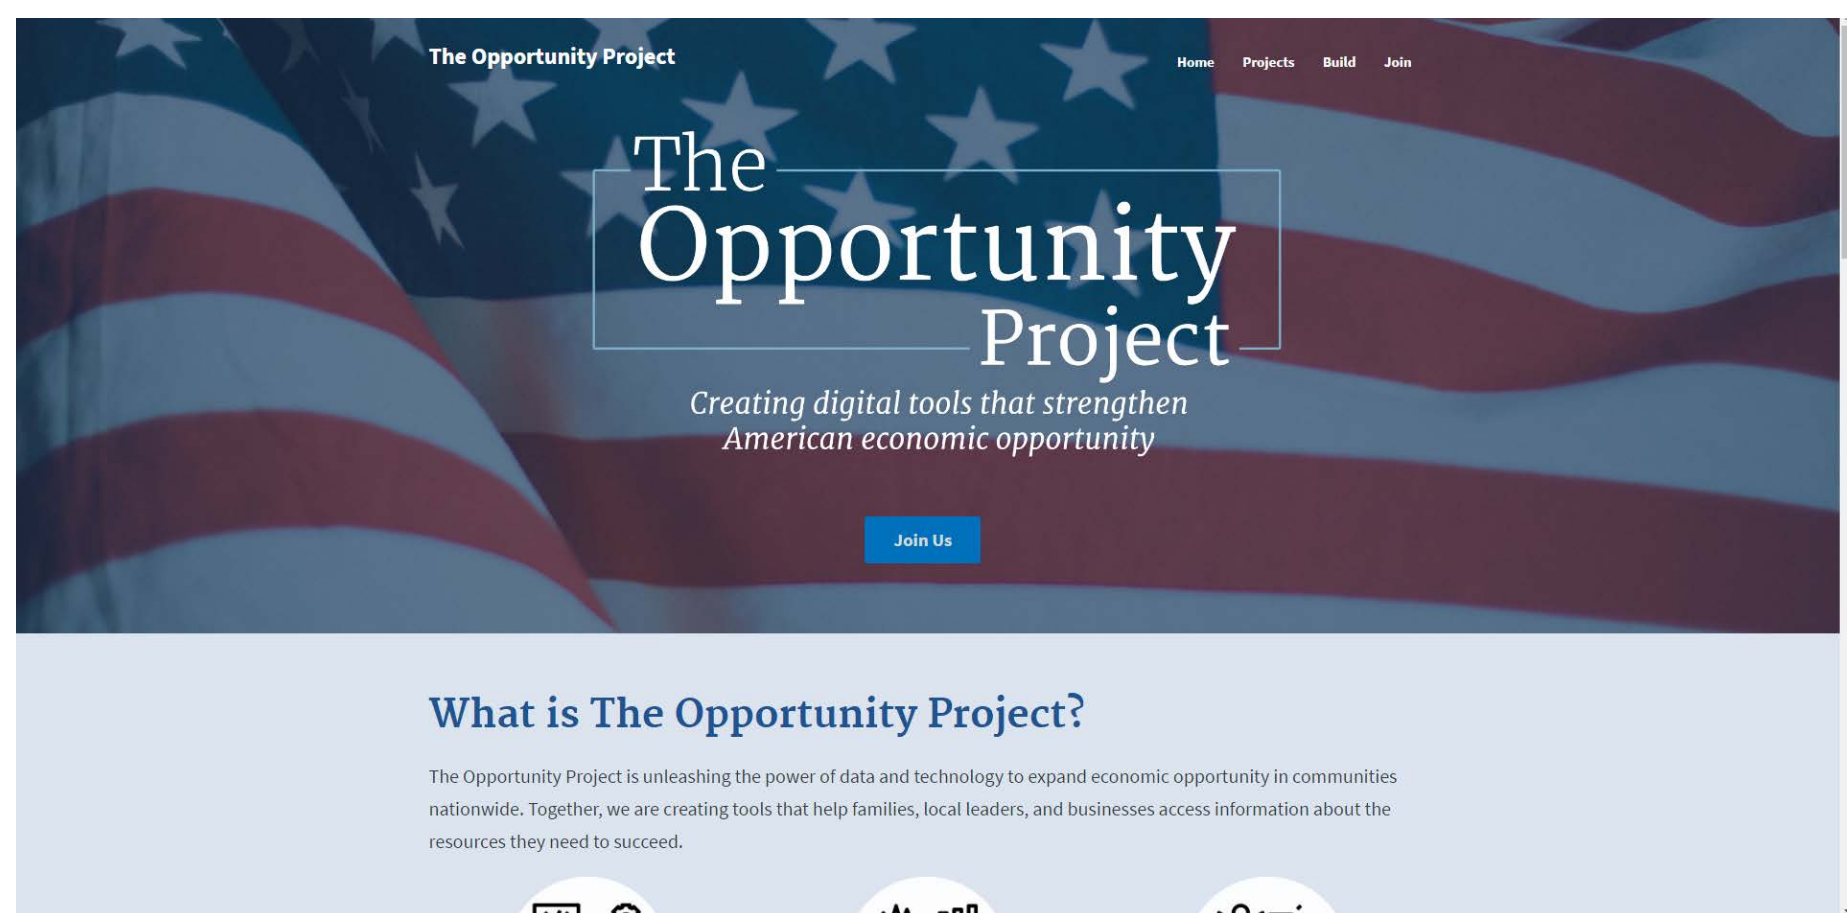 The Opportunity Project
Home Projects Build Join
The
Opportunity
Project
Creating digital tools that strengthen
American economic opportunity
Join Us
What is The Opportunity Project?
The Opportunity Project is unleashing the power of data and technology to expand economic opportunity in communities
nationwide. Together, we are creating tools that help families, local leaders, and businesses access information about the
resources they need to succeed.